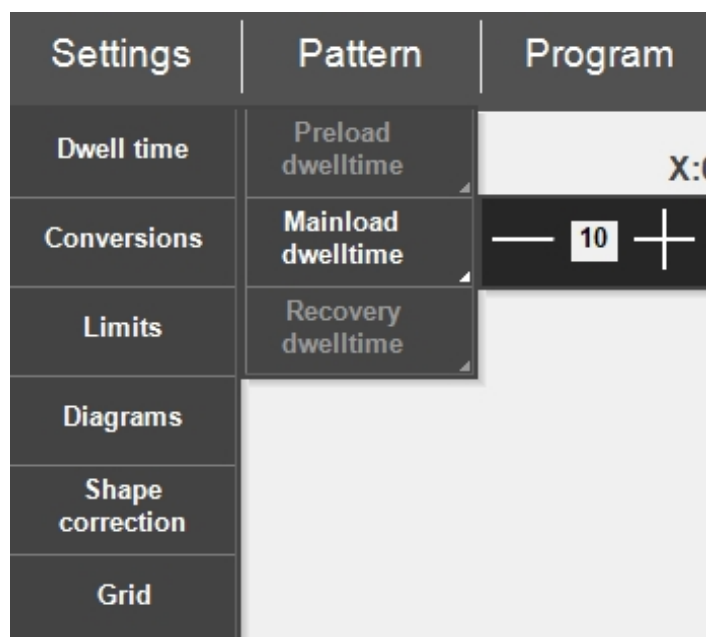 Settings
Pattern
Program
Dwell time
Preload
dwelltime
X:
Conversions
Mainload
dwelltime
10
Limits
Recovery
dwelltime
Diagrams
Shape
correction
Grid